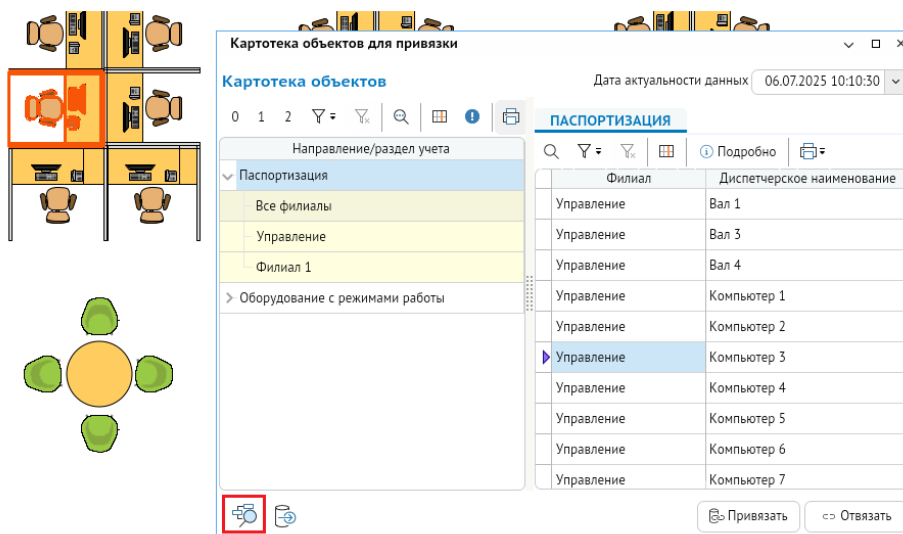 Картотека объектов для привязки
Картотека объектов
Дата актуальности данных 06.07.2025 10:10:30
0 1 2
ПАСПОРТИЗАЦИЯ
Направление/раздел учета
Подробно
Паспортизация
Все филиалы
Управление
Филиал 1
Оборудование с режимами работы
Филиал Диспетчерское наименование
Управление Вал 1
Управление Вал 3
Управление Вал 4
Управление Компьютер 1
Управление Компьютер 2
Управление Компьютер 3
Управление Компьютер 4
Управление Компьютер 5
Управление Компьютер 6
Управление Компьютер 7
Привязать Отвязать